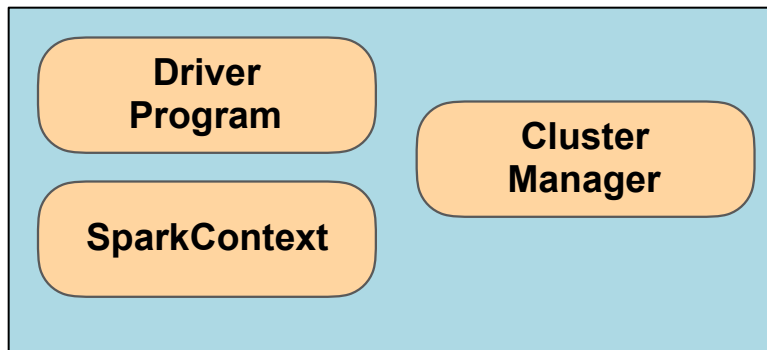 Driver
Program
Cluster
Manager
SparkContext